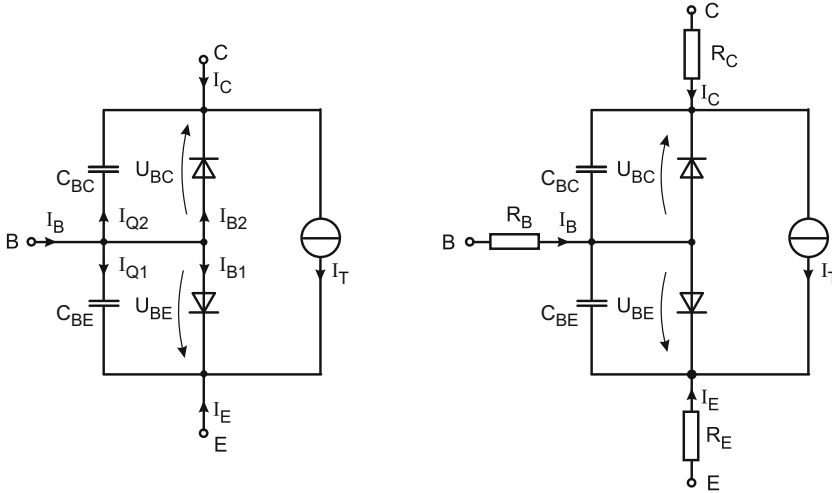 C
I_C
U_BC
C_BC
I_B
I_Q2
I_B2
B
I_Q1
I_B1
I_T
U_BE
C_BE
I_E
E
C
R_C
I_C
U_BC
C_BC
R_B
I_B
B
I_T
U_BE
C_BE
I_E
R_E
E